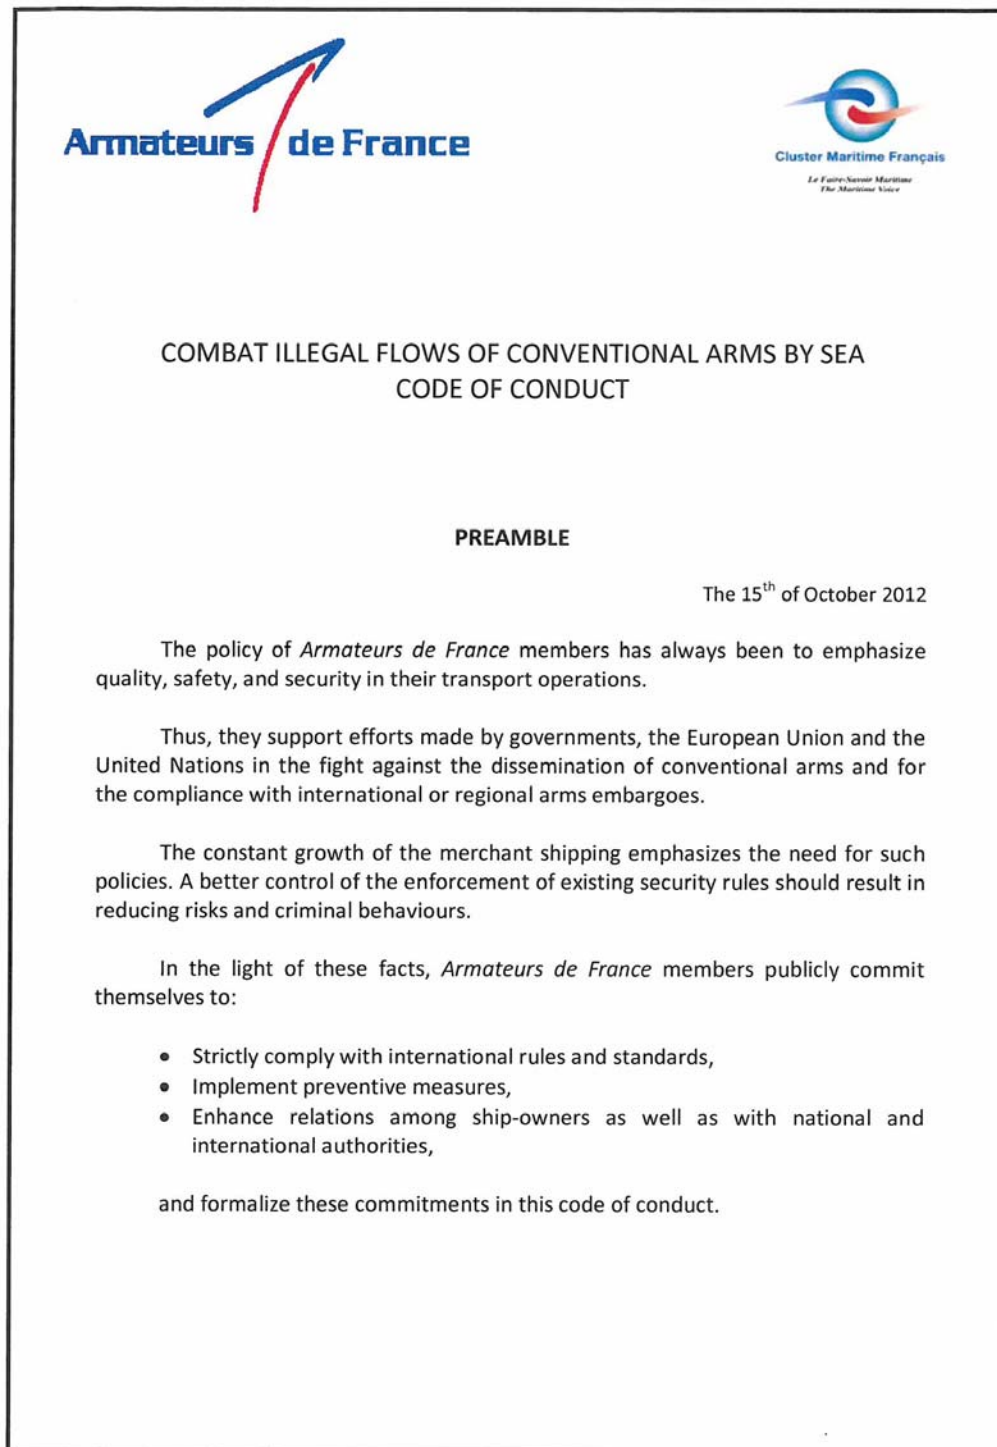 Armateurs de France
Cluster Maritime Français
Le Faire-Savoir Maritime
The Maritime Voice
COMBAT ILLEGAL FLOWS OF CONVENTIONAL ARMS BY SEA
CODE OF CONDUCT
PREAMBLE
The 15th of October 2012
The policy of Armateurs de France members has always been to emphasize
quality, safety, and security in their transport operations.
Thus, they support efforts made by governments, the European Union and the
United Nations in the fight against the dissemination of conventional arms and for
the compliance with international or regional arms embargoes.
The constant growth of the merchant shipping emphasizes the need for such
policies. A better control of the enforcement of existing security rules should result in
reducing risks and criminal behaviours.
In the light of these facts, Armateurs de France members publicly commit
themselves to:
• Strictly comply with international rules and standards,
• Implement preventive measures,
• Enhance relations among ship-owners as well as with national and
international authorities,
and formalize these commitments in this code of conduct.